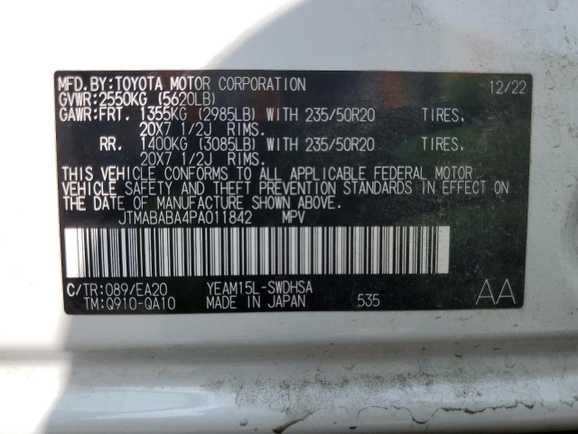 MFD.BY:TOYOTA MOTOR CORPORATION 12/22
GVWR:2550KG (5620LB)
GAWR:FRT. 1355KG (2985LB) WITH 235/50R20 TIRES.
20X7 1/2J RIMS.
RR. 1400KG (3085LB) WITH 235/50R20 TIRES.
20X7 1/2J RIMS.
THIS VEHICLE CONFORMS TO ALL APPLICABLE FEDERAL MOTOR
VEHICLE SAFETY AND THEFT PREVENTION STANDARDS IN EFFECT ON
THE DATE OF MANUFACTURE SHOWN ABOVE.
JTMABABA4PA011842 MPV
C/TR:089/EA20 YEAM15L-SWDHSA AA
TM:Q910-QA10 MADE IN JAPAN 535